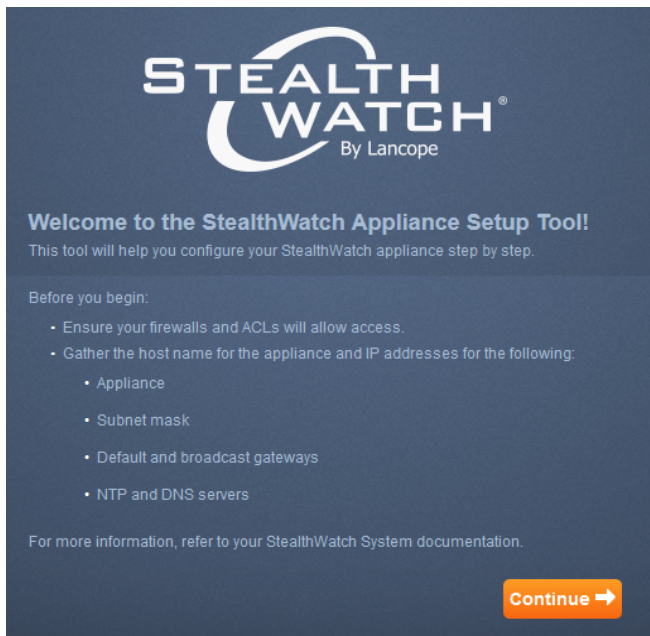 STEALTH
WATCH®
By Lancope
Welcome to the StealthWatch Appliance Setup Tool!
This tool will help you configure your StealthWatch appliance step by step.
Before you begin:
• Ensure your firewalls and ACLs will allow access.
• Gather the host name for the appliance and IP addresses for the following:
• Appliance
• Subnet mask
• Default and broadcast gateways
• NTP and DNS servers
For more information, refer to your StealthWatch System documentation.
Continue →